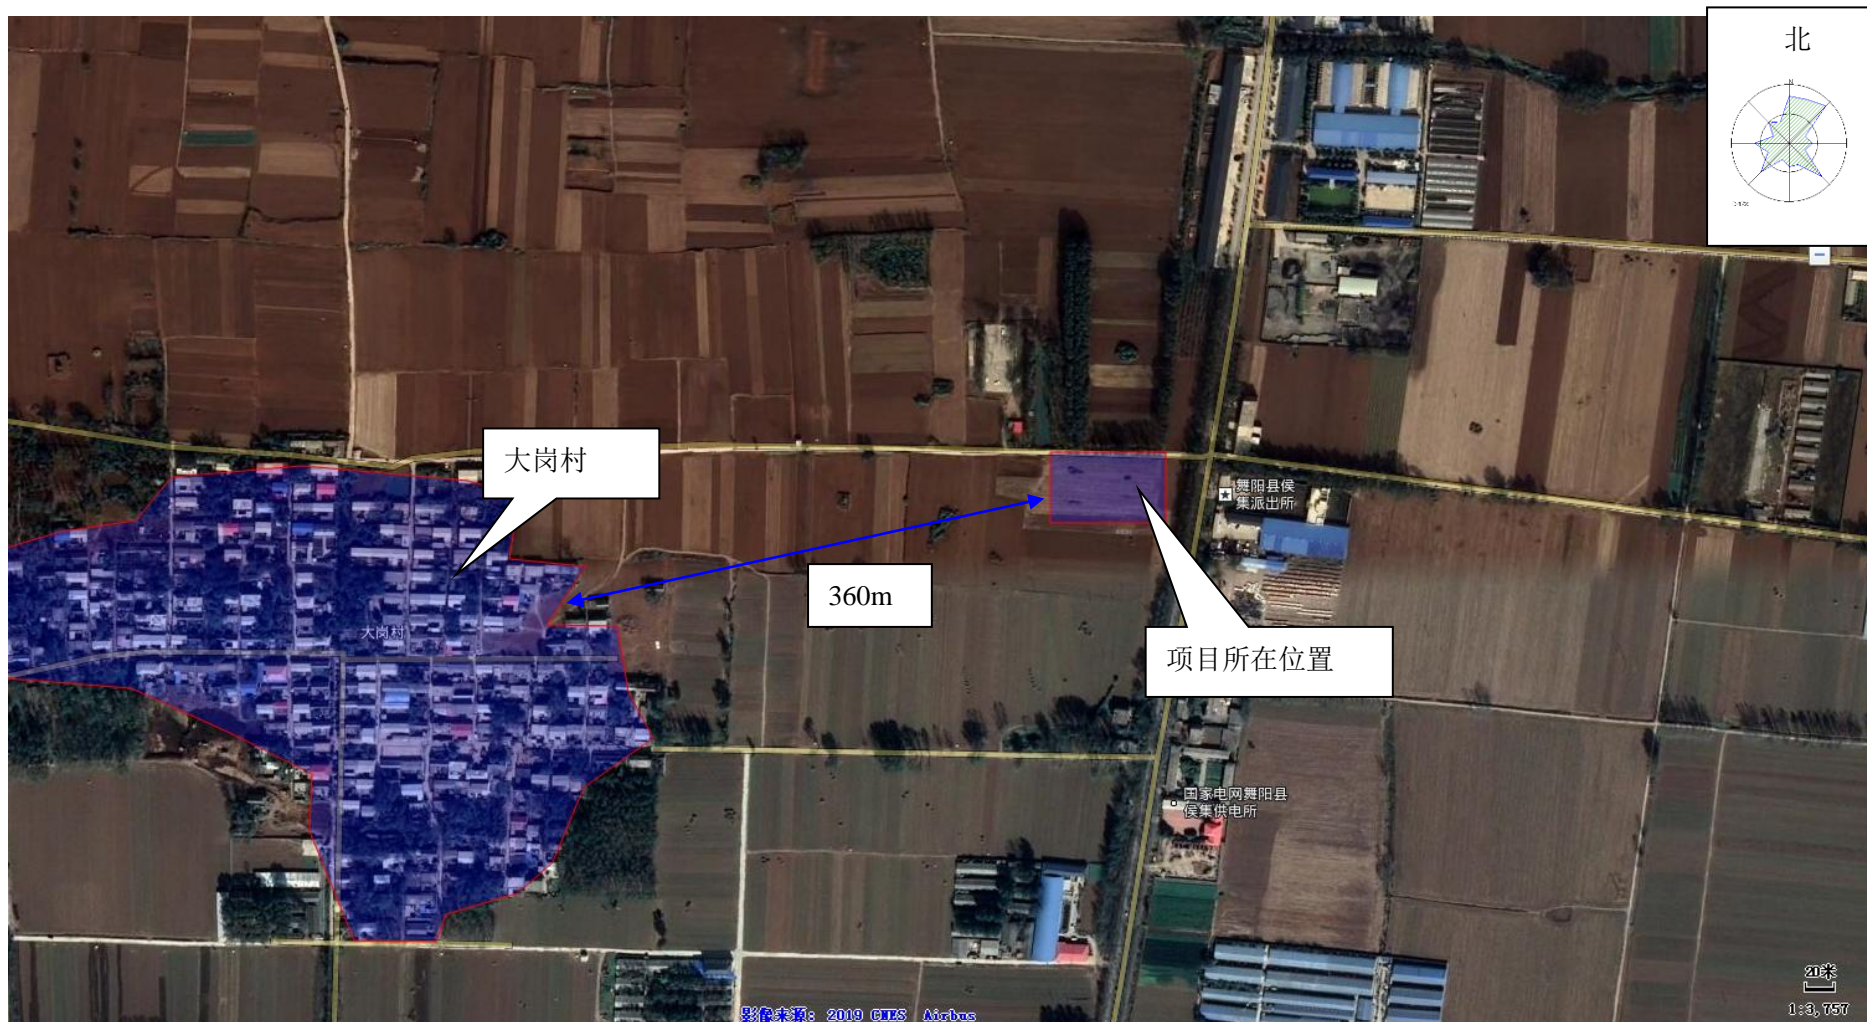 北
N
大岗村
舞阳县侯
集派出所
360m
大岗村
项目所在位置
国家电网舞阳县
侯集供电所
20米
1:3,757
影像来源: 2019 CNES Airbus